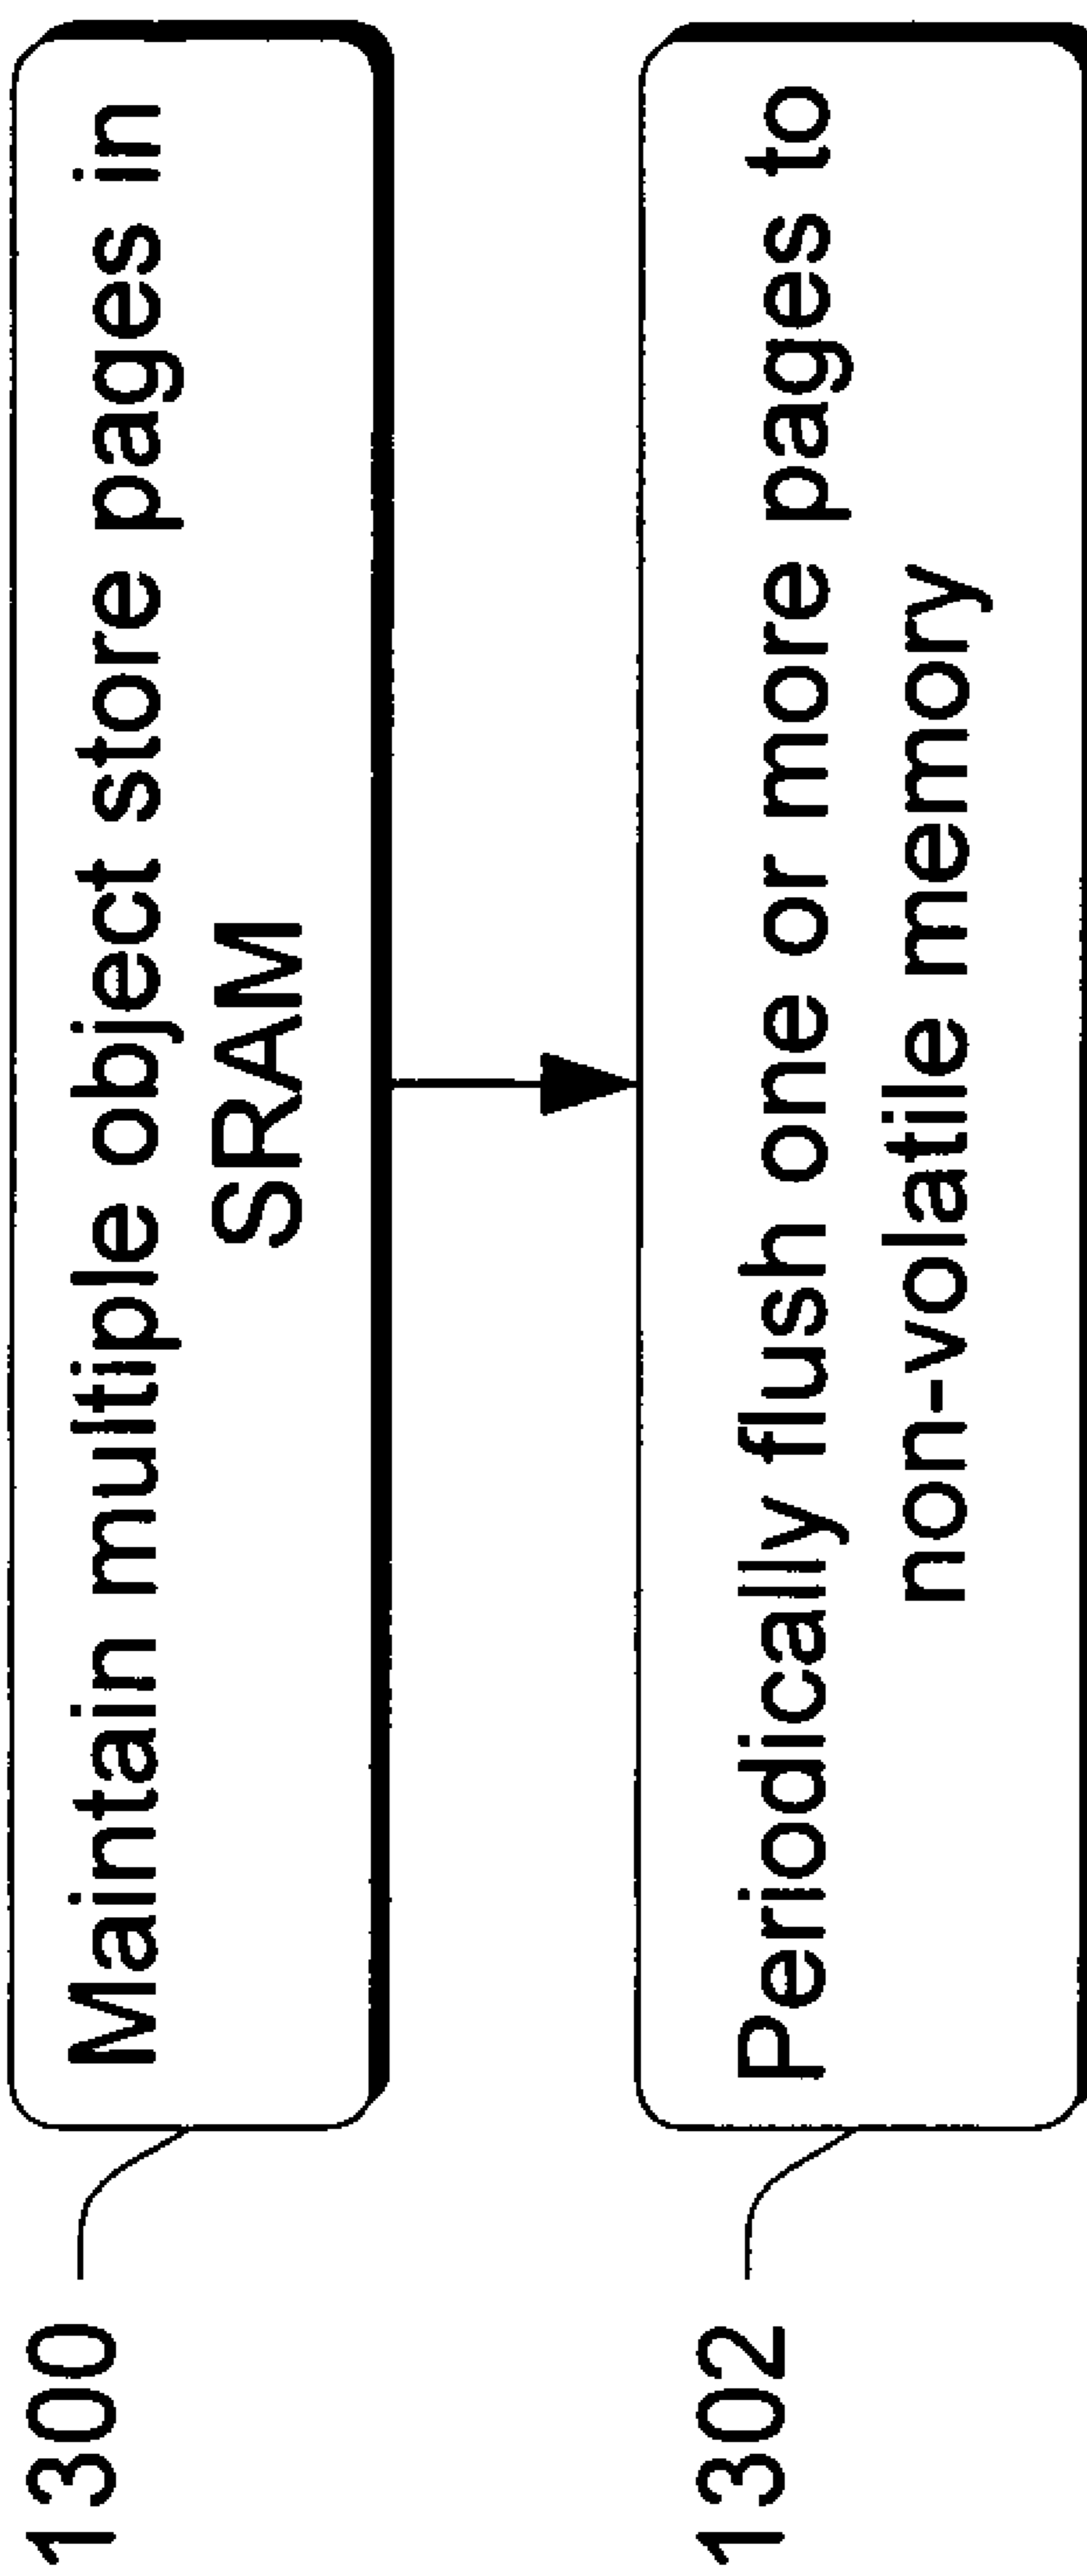 1300
Maintain multiple object store pages in
SRAM
1302
Periodically flush one or more pages to
non-volatile memory